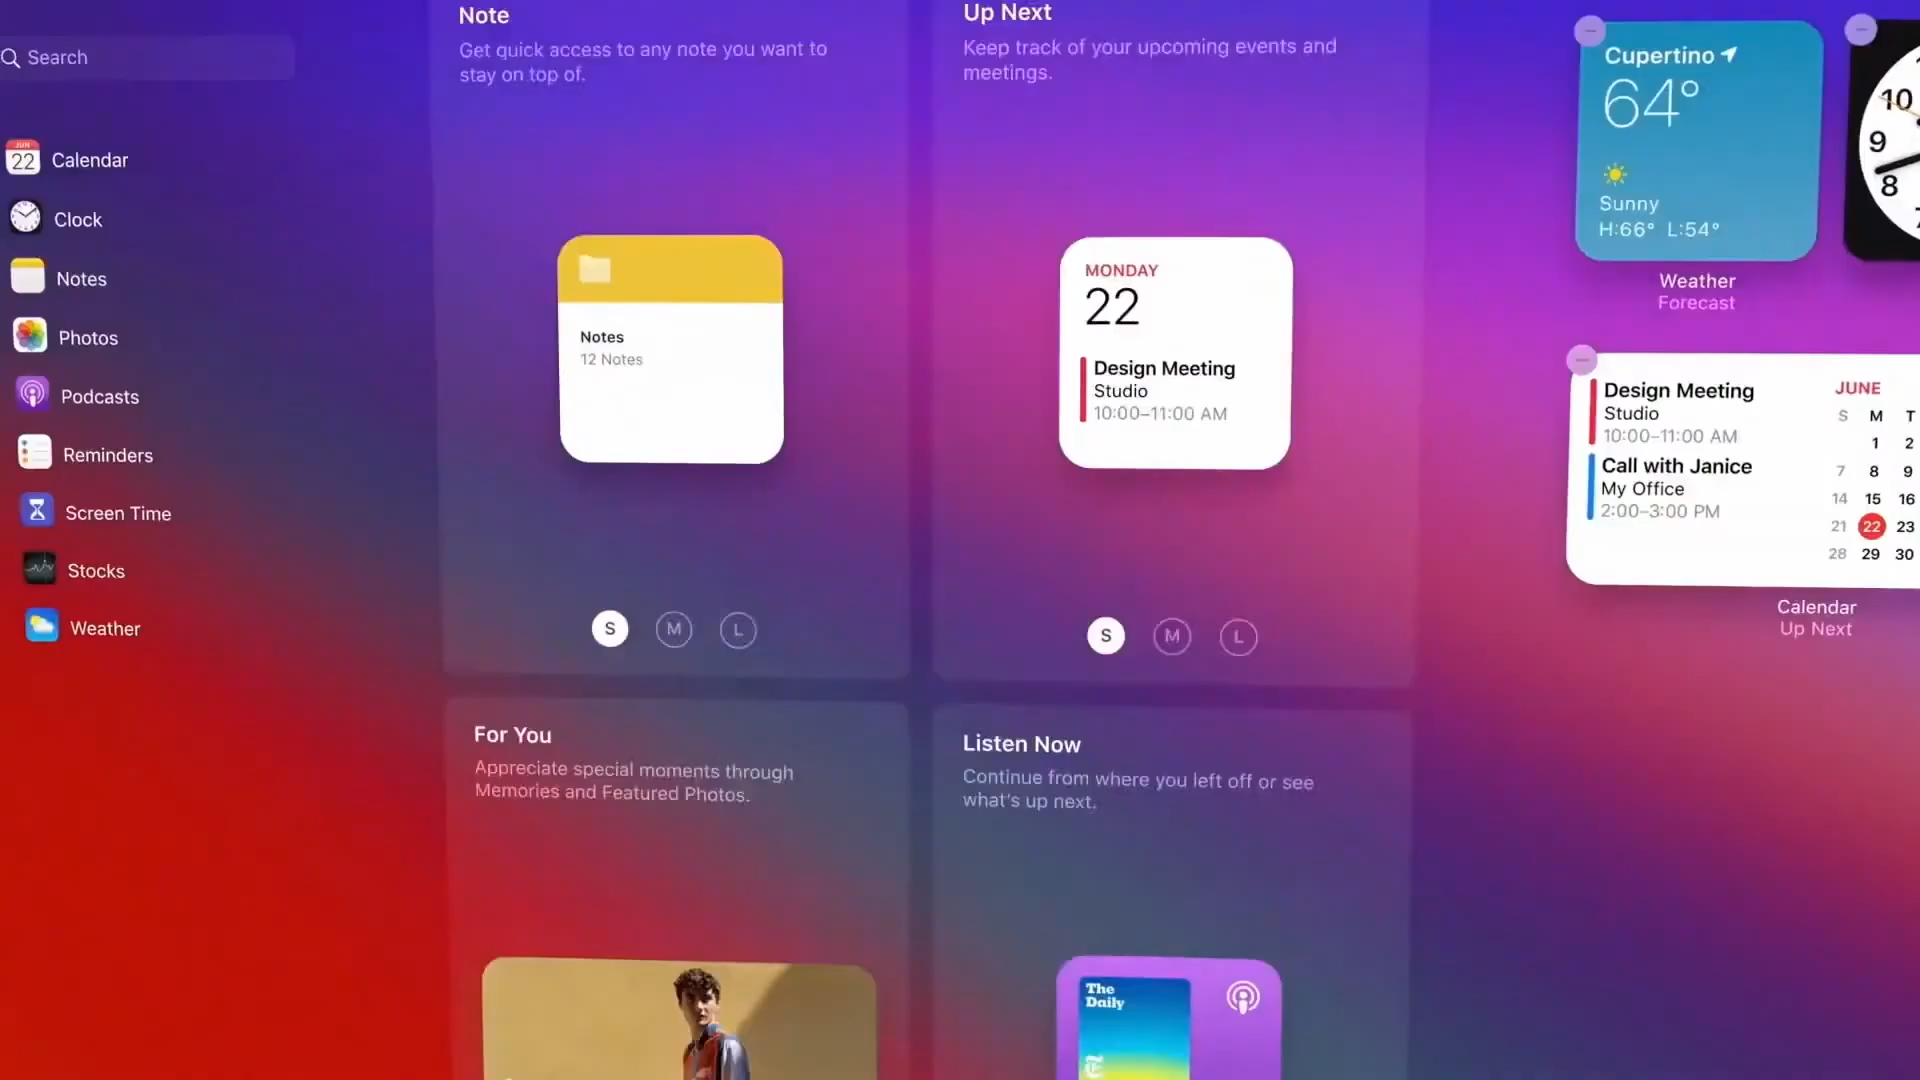 Search
JUN
22
Calendar
Clock
Notes
Photos
Podcasts
Reminders
Screen Time
Stocks
Weather
Note
Get quick access to any note you want to
stay on top of.
Notes
12 Notes
S M L
Up Next
Keep track of your upcoming events and
meetings.
MONDAY
22
Design Meeting
Studio
10:00–11:00 AM
S M L
For You
Appreciate special moments through
Memories and Featured Photos.
Listen Now
Continue from where you left off or see
what's up next.
The
Daily
Cupertino
64°
Sunny
H:66° L:54°
Weather
Forecast
10
9
8
Design Meeting
Studio
10:00–11:00 AM
Call with Janice
My Office
2:00–3:00 PM
JUNE
S M T
1 2
7 8 9
14 15 16
21 22 23
28 29 30
Calendar
Up Next